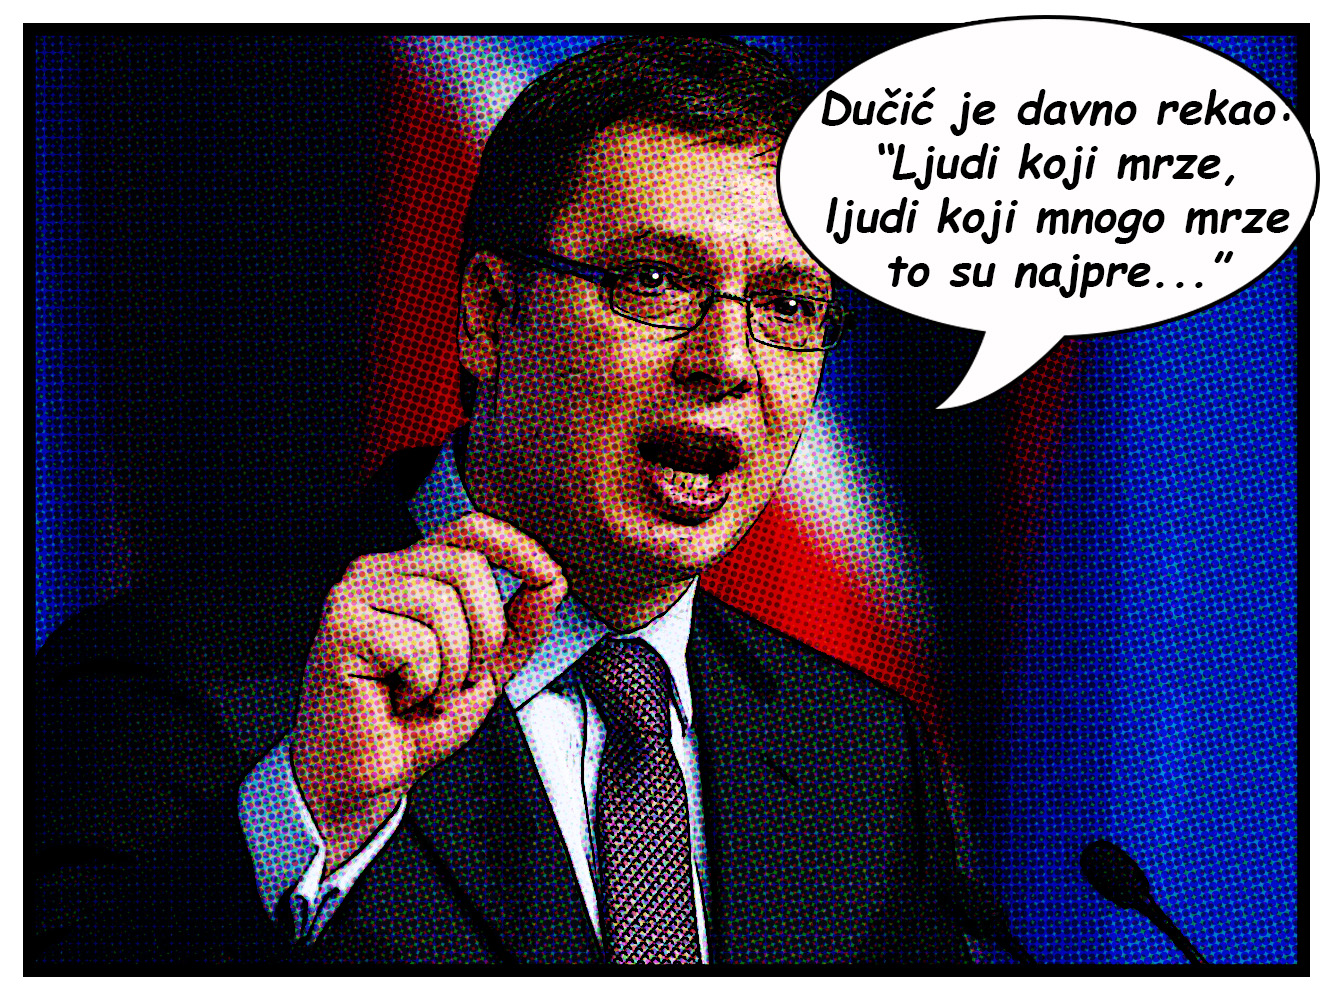 Dučić je davno rekao:
“Ljudi koji mrze,
ljudi koji mnogo mrze
to su najpre...”